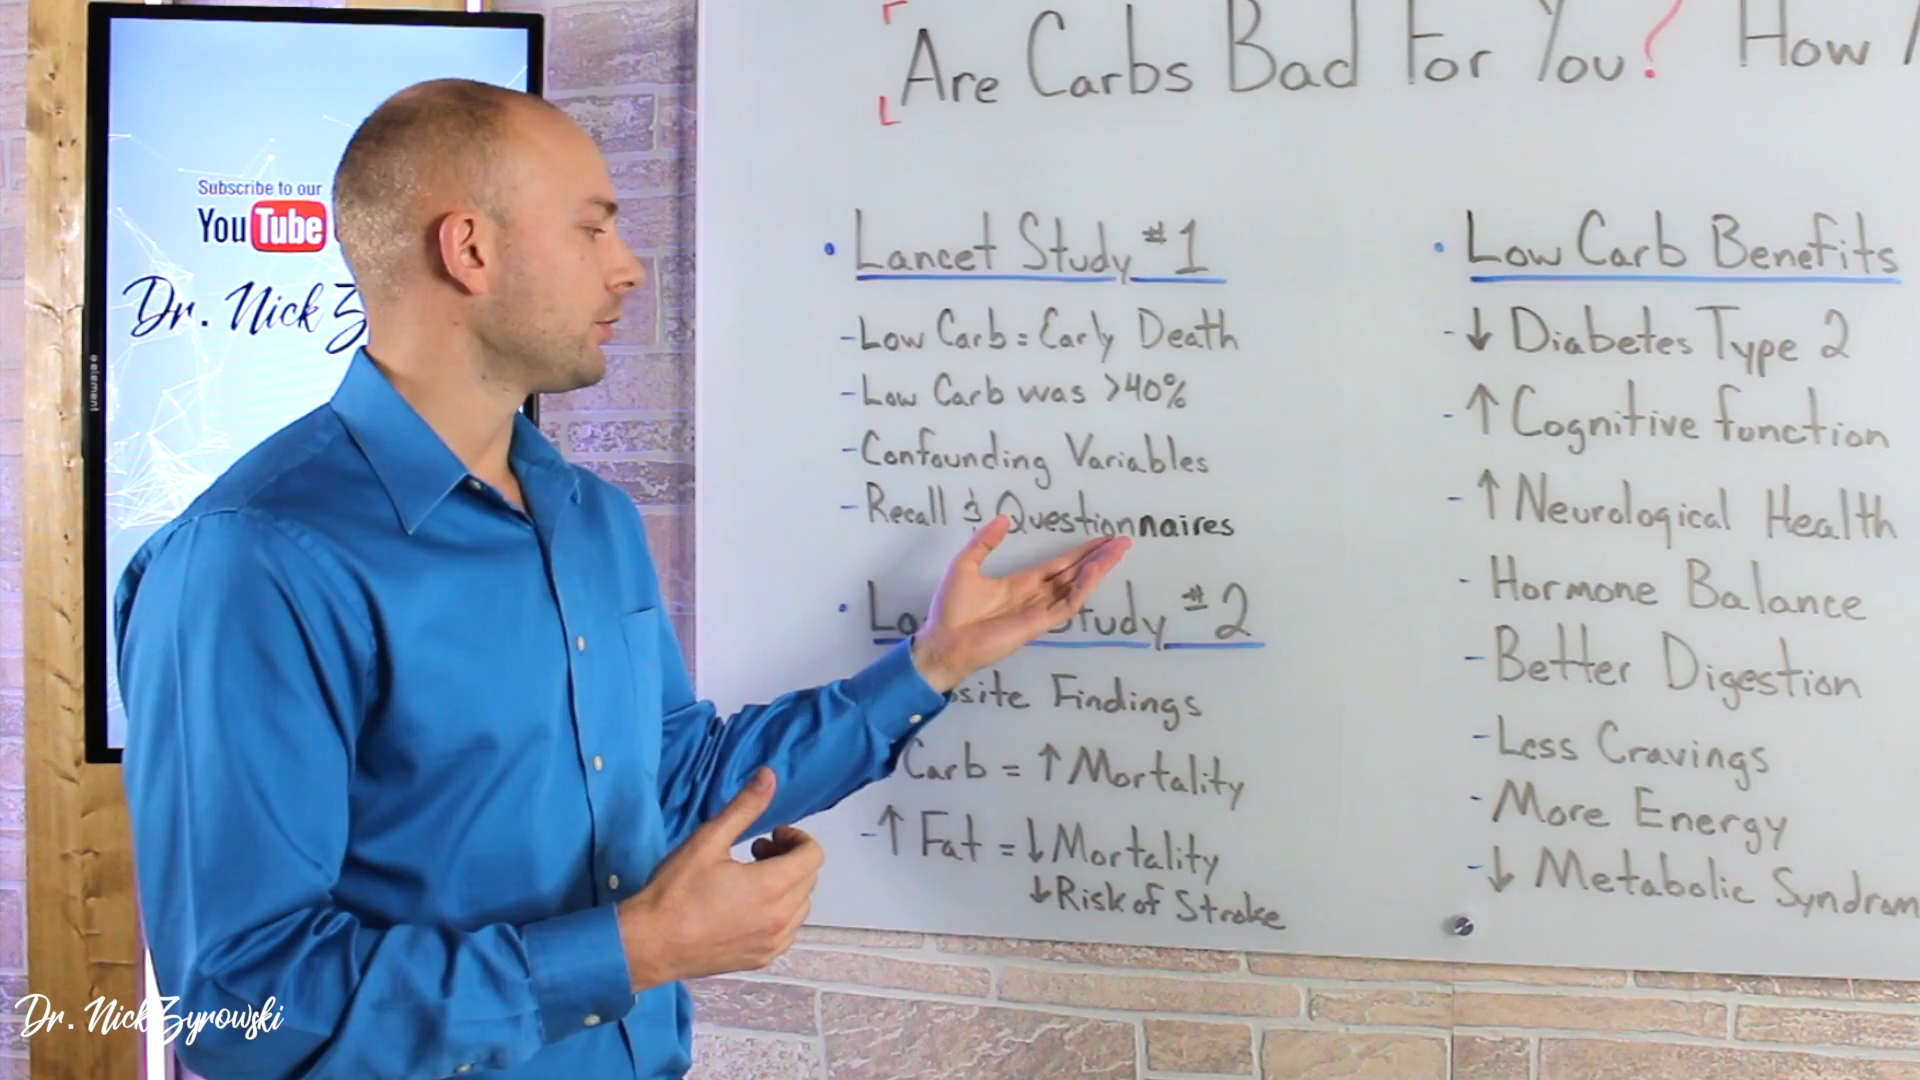 Subscribe to our
YouTube
Dr. Nick Z
element
Are Carbs Bad For You? How
• Lancet Study #1
- Low Carb = Early Death
- Low Carb was >40%
- Confounding Variables
- Recall & Questionnaires
• Study #2
Findings
Carb = ↑ Mortality
- ↑ Fat = ↓ Mortality
↓ Risk of Stroke
• Low Carb Benefits
- ↓ Diabetes Type 2
- ↑ Cognitive function
- ↑ Neurological Health
- Hormone Balance
- Better Digestion
- Less Cravings
- More Energy
- ↓ Metabolic Syndrom
Dr. Nick Zyrowski